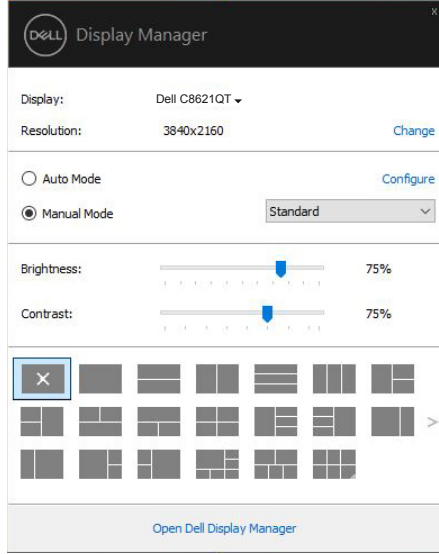 x
DELL Display Manager
Display: Dell C8621QT
Resolution: 3840x2160 Change
Auto Mode Configure
Manual Mode Standard
Brightness: 75%
Contrast: 75%
>
Open Dell Display Manager